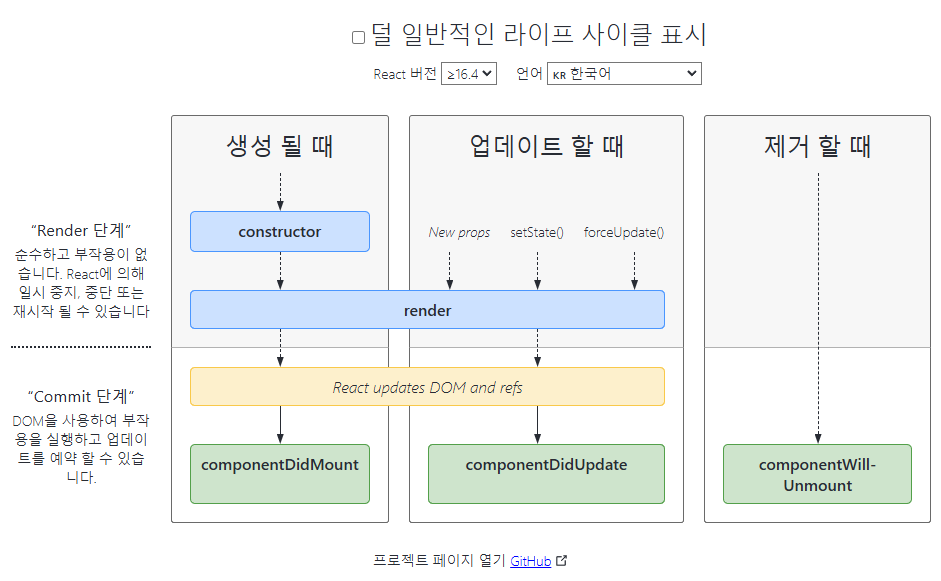 덜 일반적인 라이프 사이클 표시
React 버전 ≥16.4 언어 KR 한국어
생성 될 때
업데이트 할 때
제거 할 때
“Render 단계”
순수하고 부작용이 없
습니다. React에 의해
일시 중지, 중단 또는
재시작 될 수 있습니다
constructor
New props setState() forceUpdate()
render
“Commit 단계”
DOM을 사용하여 부작
용을 실행하고 업데이
트를 예약 할 수 있습
니다.
React updates DOM and refs
componentDidMount
componentDidUpdate
componentWill-
Unmount
프로젝트 페이지 열기 GitHub